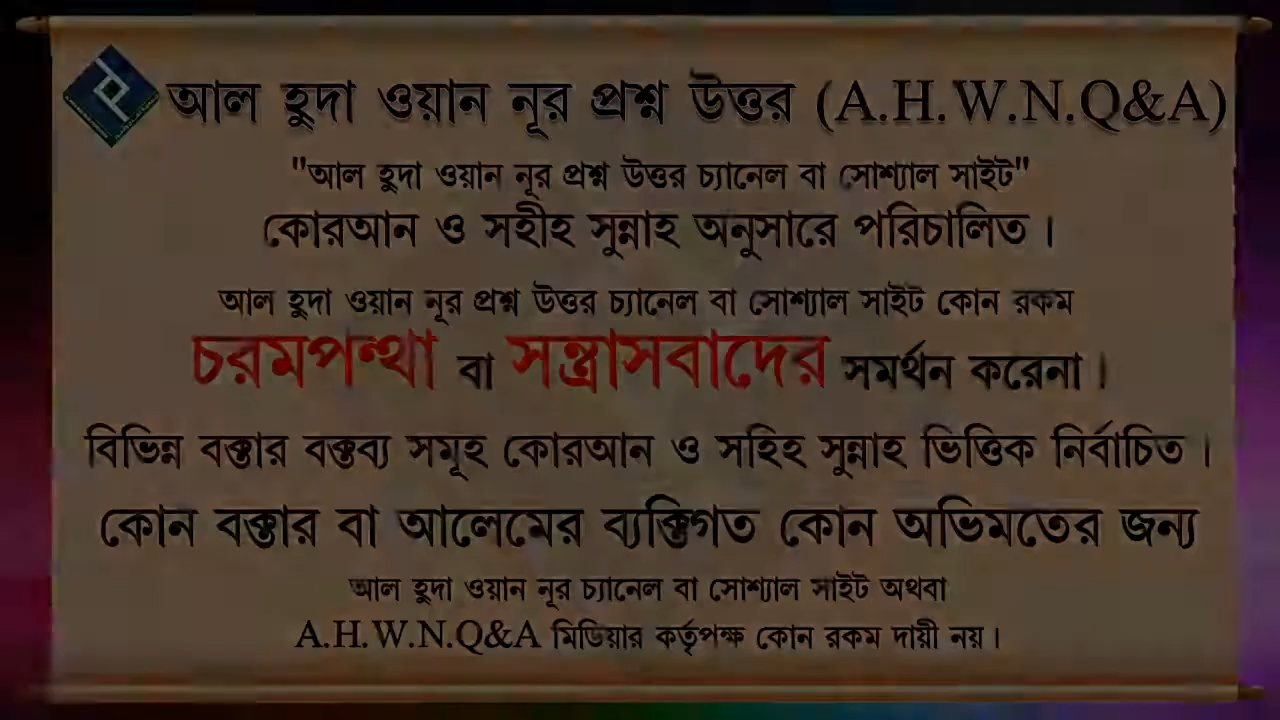 আল হুদা ওয়ান নূর প্রশ্ন উত্তর (A.H.W.N.Q&A)
"আল হুদা ওয়ান নূর প্রশ্ন উত্তর চ্যানেল বা সোশ্যাল সাইট"
কোরআন ও সহীহ সুন্নাহ অনুসারে পরিচালিত ।
আল হুদা ওয়ান নূর প্রশ্ন উত্তর চ্যানেল বা সোশ্যাল সাইট কোন রকম
চরমপন্থা বা সন্ত্রাসবাদের সমর্থন করেনা ।
বিভিন্ন বক্তার বক্তব্য সমূহ কোরআন ও সহিহ সুন্নাহ ভিত্তিক নির্বাচিত ।
কোন বক্তার বা আলেমের ব্যক্তিগত কোন অভিমতের জন্য
আল হুদা ওয়ান নূর চ্যানেল বা সোশ্যাল সাইট অথবা
A.H.W.N.Q&A মিডিয়ার কর্তৃপক্ষ কোন রকম দায়ী নয় ।